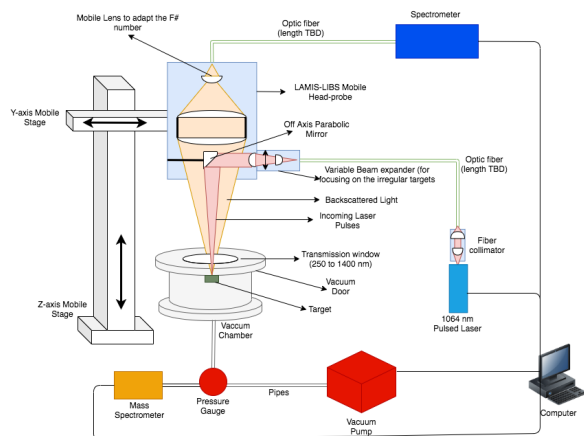 Mobile Lens to adapt the F#
number
Optic fiber
(length TBD)
Spectrometer
LAMIS-LIBS Mobile
Head-probe
Y-axis Mobile
Stage
Off Axis Parabolic
Mirror
Optic fiber
(length TBD)
Variable Beam expander (for
focusing on the irregular targets
Backscattered Light
Incoming Laser
Pulses
Fiber
collimator
Transmission window
(250 to 1400 nm)
Vacuum
Door
Z-axis Mobile
Stage
Target
1064 nm
Pulsed Laser
Vaccum
Chamber
Mass
Spectrometer
Pressure
Gauge
Pipes
Vacuum
Pump
Computer